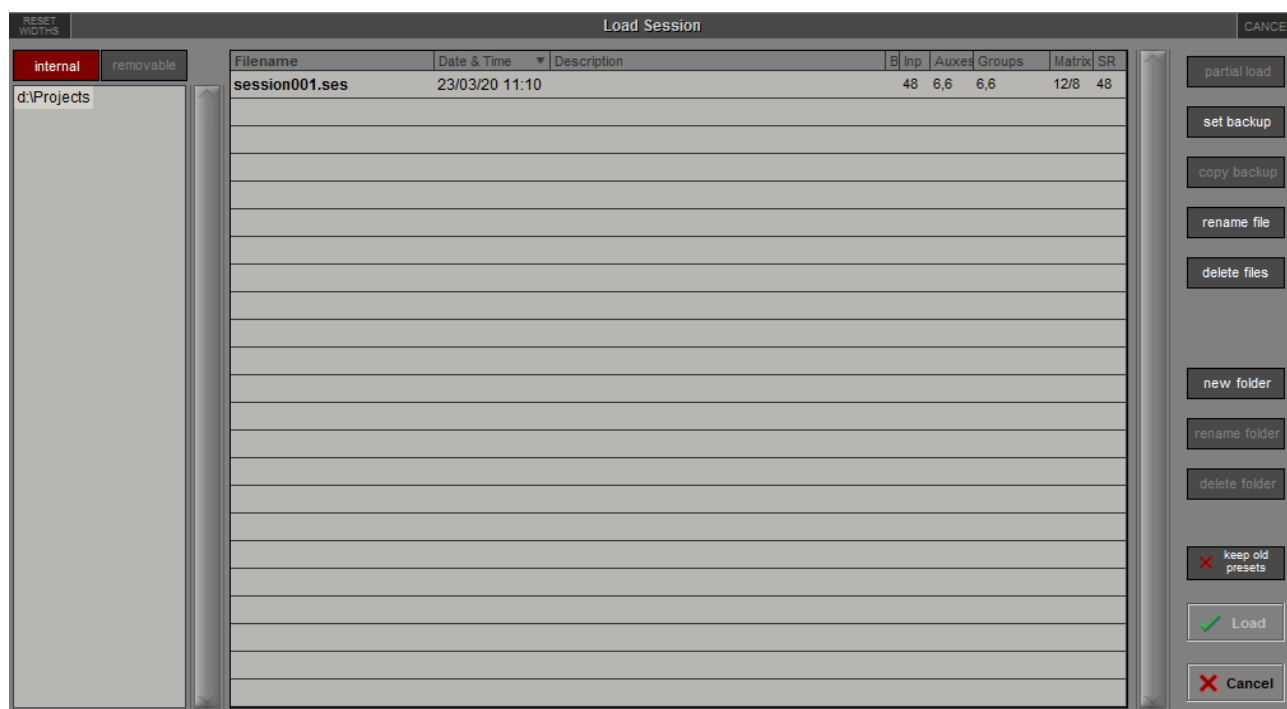 RESET WIDTHS
Load Session
CANCE
internal removable
d:\Projects
Filename Date & Time Description B Inp Auxes Groups Matrix SR
session001.ses 23/03/20 11:10 48 6,6 6,6 12/8 48
partial load
set backup
copy backup
rename file
delete files
new folder
rename folder
delete folder
keep old
presets
Load
Cancel